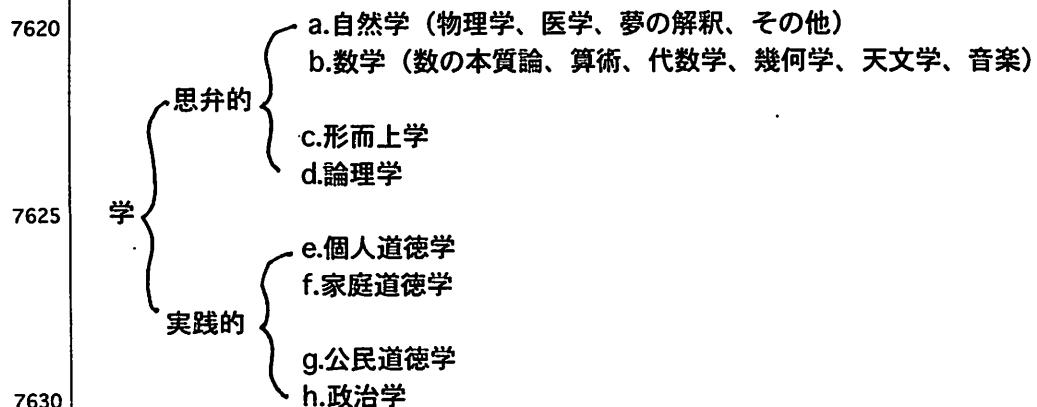 7620
a.自然学（物理学、医学、夢の解釈、その他）
b.数学（数の本質論、算術、代数学、幾何学、天文学、音楽）
思弁的
c.形而上学
d.論理学
7625
学
e.個人道徳学
f.家庭道徳学
実践的
g.公民道徳学
7630
h.政治学